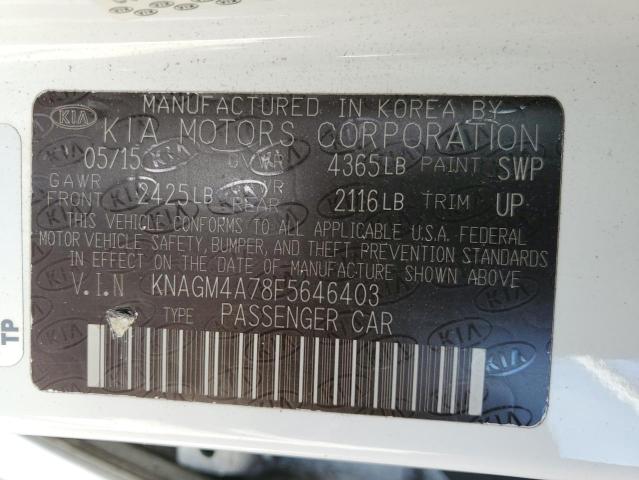 MANUFACTURED IN KOREA BY
KIA KIA MOTORS CORPORATION
05/15 GVWR 4365LB PAINT SWP
GAWR
FRONT 2425LB GAWR REAR 2116LB TRIM UP
THIS VEHICLE CONFORMS TO ALL APPLICABLE U.S.A. FEDERAL
MOTOR VEHICLE SAFETY, BUMPER, AND THEFT PREVENTION STANDARDS
IN EFFECT ON THE DATE OF MANUFACTURE SHOWN ABOVE
V.I.N KNAGM4A78F5646403
TYPE PASSENGER CAR
TP